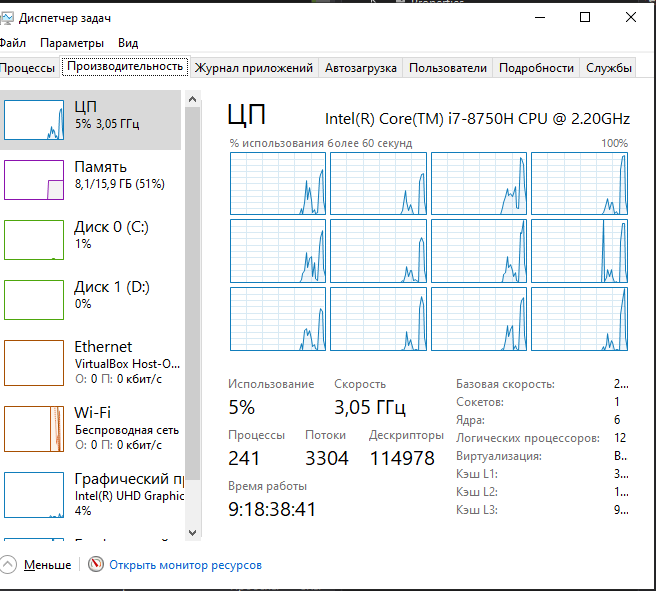 Диспетчер задач
Файл Параметры Вид
Процессы Производительность Журнал приложений Автозагрузка Пользователи Подробности Службы
ЦП
5% 3,05 ГГц
Память
8,1/15,9 ГБ (51%)
Диск 0 (C:)
1%
Диск 1 (D:)
0%
Ethernet
VirtualBox Host-O...
О: 0 П: 0 кбит/с
Wi-Fi
Беспроводная сеть
О: 0 П: 0 кбит/с
Графический п
Intel(R) UHD Graphic
4%
ЦП
Intel(R) Core(TM) i7-8750H CPU @ 2.20GHz
% использования более 60 секунд 100%
Использование Скорость
5% 3,05 ГГц
Процессы Потоки Дескрипторы
241 3304 114978
Время работы
9:18:38:41
Базовая скорость: 2...
Сокетов: 1
Ядра: 6
Логических процессоров: 12
Виртуализация: В..
Кэш L1: 3...
Кэш L2: 1...
Кэш L3: 9...
Меньше
Открыть монитор ресурсов